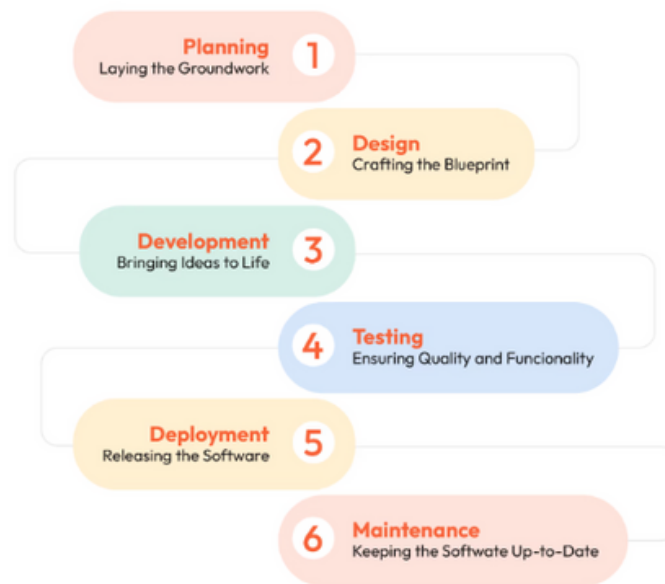 Planning
Laying the Groundwork
1
2
Design
Crafting the Blueprint
Development
Bringing Ideas to Life
3
4
Testing
Ensuring Quality and Funcionality
Deployment
Releasing the Software
5
6
Maintenance
Keeping the Softwate Up-to-Date